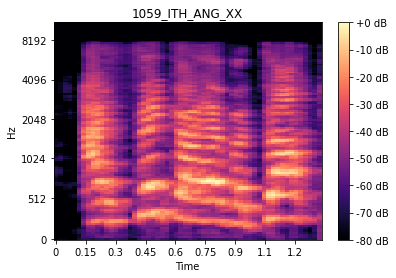 1059_ITH_ANG_XX
+0 dB
8192
-10 dB
4096
-20 dB
-30 dB
2048
Hz
-40 dB
1024
-50 dB
512
-60 dB
-70 dB
0
-80 dB
0 0.15 0.3 0.45 0.6 0.75 0.9 1.1 1.2
Time